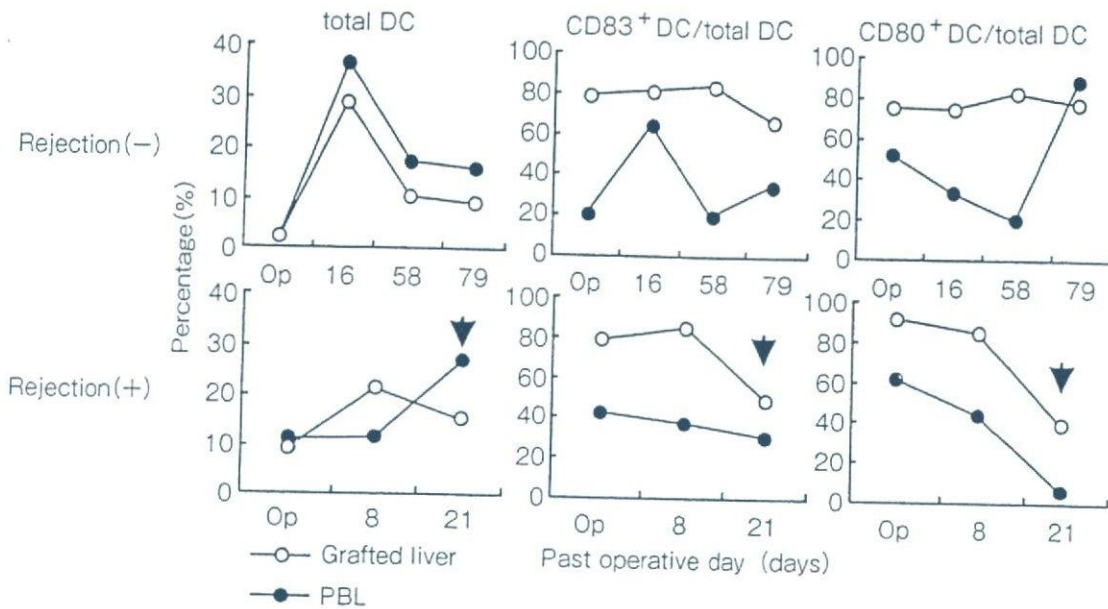 total DC
CD83+ DC/total DC
CD80+ DC/total DC
Rejection(−)
Rejection(+)
Percentage(%)
40
30
20
10
0
Op 16 58 79
100
80
60
40
20
0
Op 16 58 79
100
80
60
40
20
0
Op 16 58 79
40
30
20
10
0
Op 8 21
100
80
60
40
20
0
Op 8 21
100
80
60
40
20
0
Op 8 21
Grafted liver
PBL
Past operative day (days)